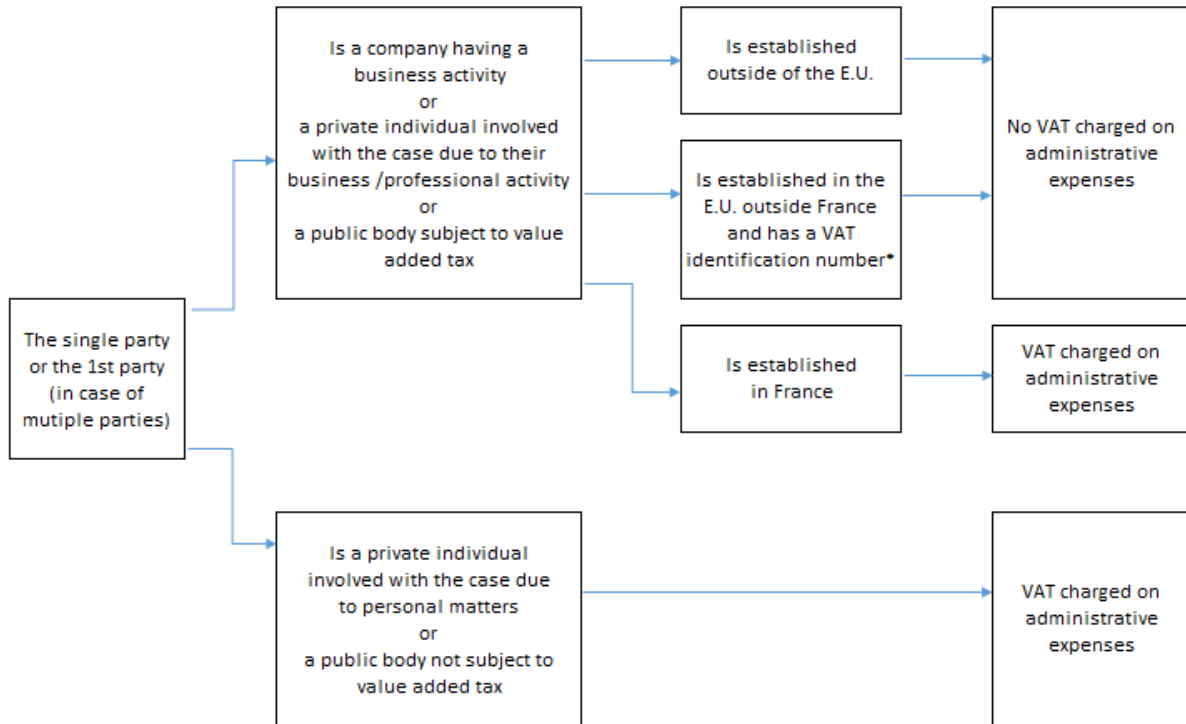 The single party
or the 1st party
(in case of
mutiple parties)
Is a company having a
business activity
or
a private individual involved
with the case due to their
business /professional activity
or
a public body subject to value
added tax
Is established
outside of the E.U.
Is established in the
E.U. outside France
and has a VAT
identification number*
No VAT charged on
administrative
expenses
Is established
in France
VAT charged on
administrative
expenses
Is a private individual
involved with the case due
to personal matters
or
a public body not subject to
value added tax
VAT charged on
administrative
expenses